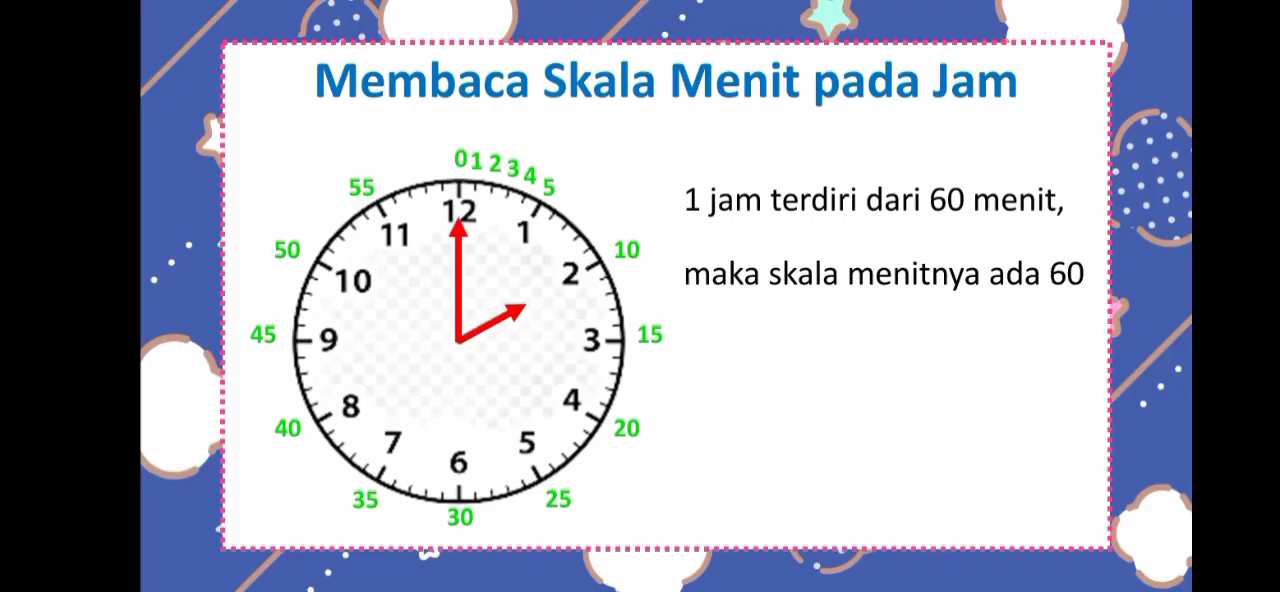 Membaca Skala Menit pada Jam
0 1 2 3 4 5
55
12
11 1
50 10
10 2
1 jam terdiri dari 60 menit,
maka skala menitnya ada 60
45 9 3 15
8 4
40 20
7 5
6
35 25
30